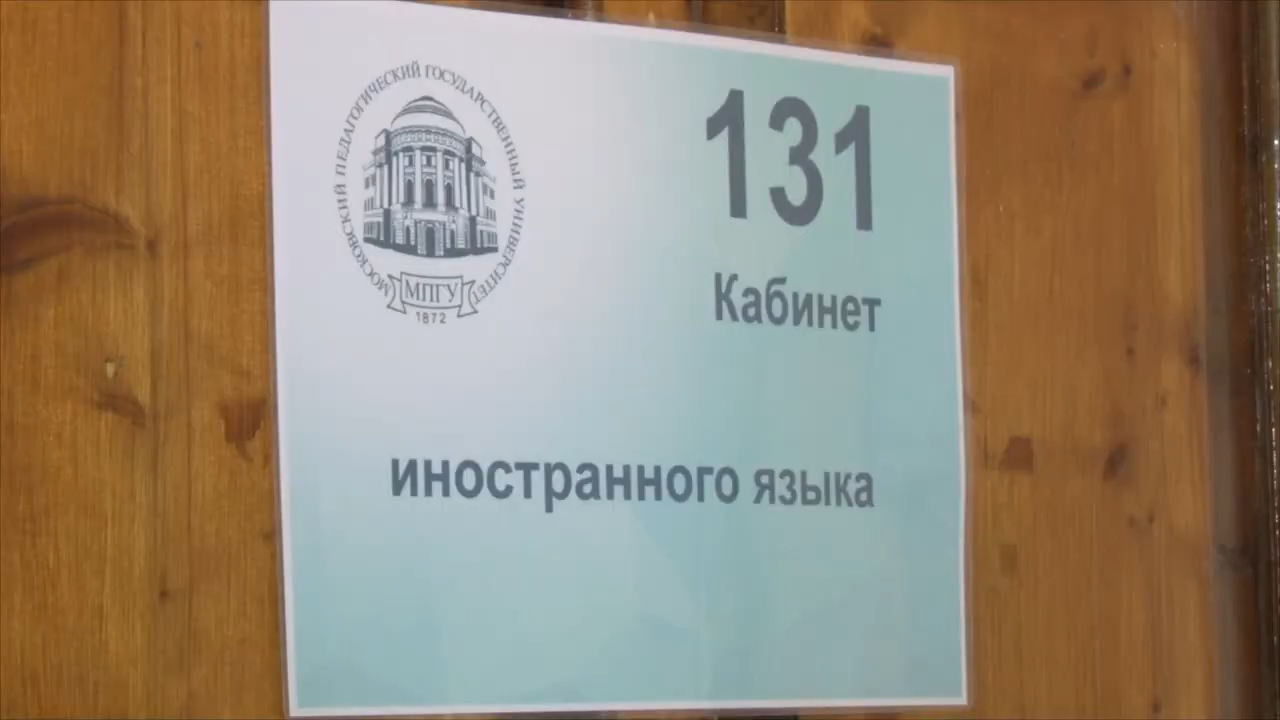 МОСКОВСКИЙ ПЕДАГОГИЧЕСКИЙ ГОСУДАРСТВЕННЫЙ УНИВЕРСИТЕТ
МПГУ
1872
131
Кабинет
иностранного языка